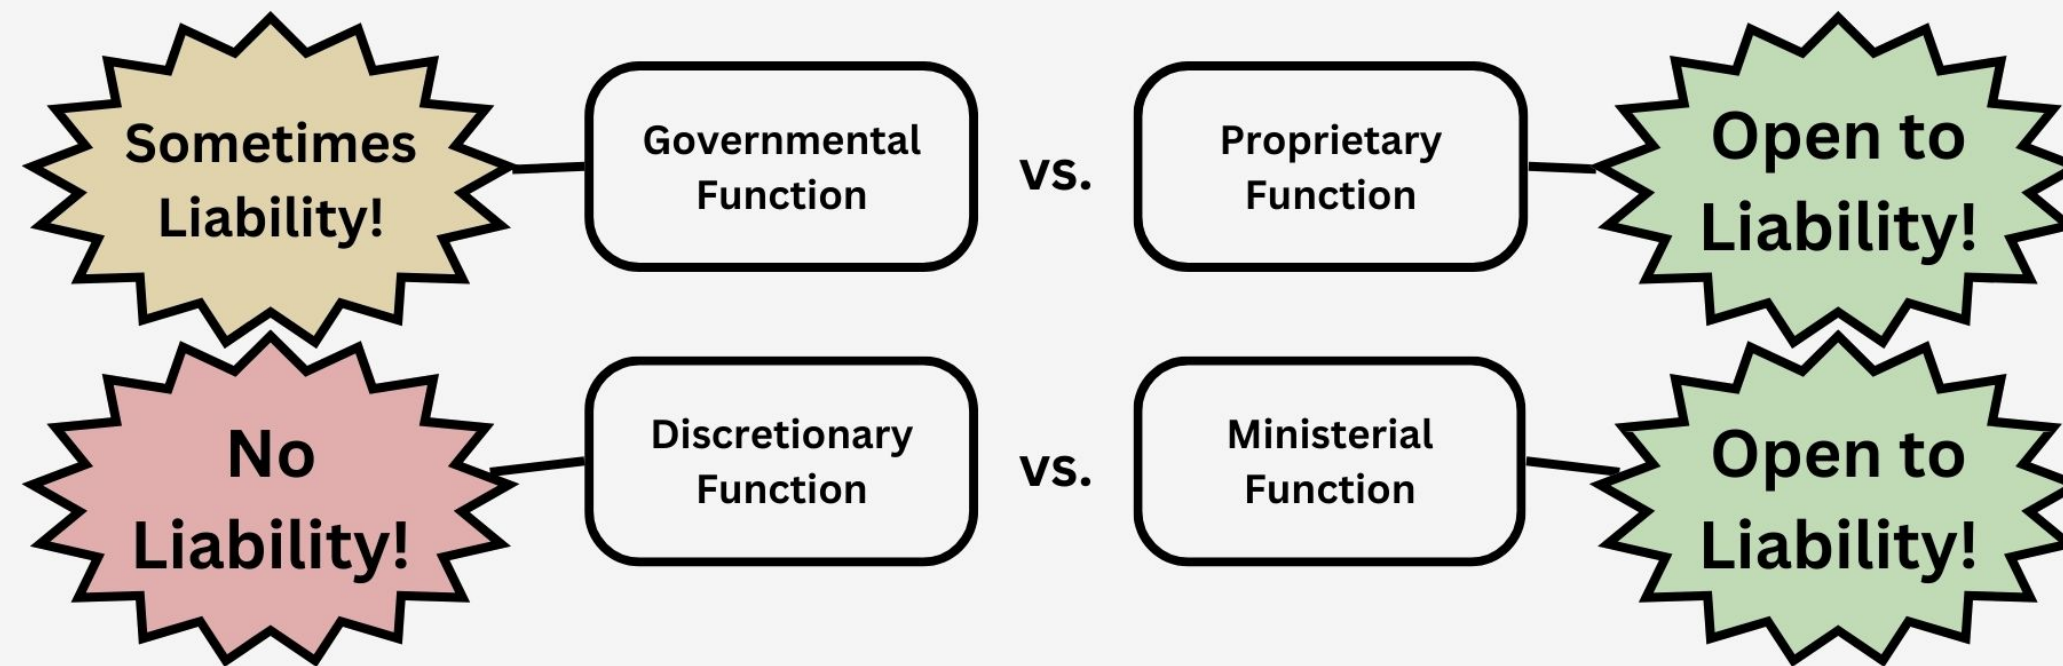 Sometimes
Liability!
Governmental
Function
vs.
Proprietary
Function
Open to
Liability!
No
Liability!
Discretionary
Function
vs.
Ministerial
Function
Open to
Liability!